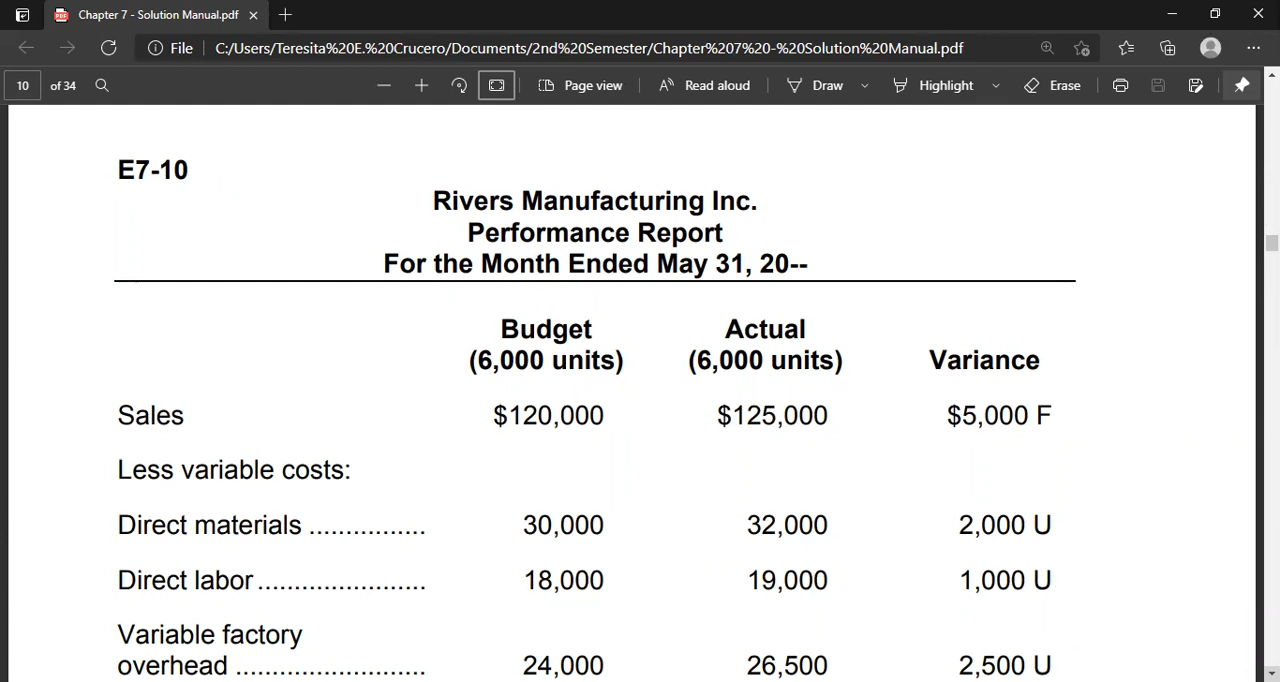 Chapter 7 - Solution Manual.pdf
File C:/Users/Teresita%20E.%20Crucero/Documents/2nd%20Semester/Chapter%207%20-%20Solution%20Manual.pdf
10 of 34 Page view Read aloud Draw Highlight Erase
E7-10
Rivers Manufacturing Inc.
Performance Report
For the Month Ended May 31, 20--
Budget Actual
(6,000 units) (6,000 units) Variance
Sales $120,000 $125,000 $5,000 F
Less variable costs:
Direct materials ................ 30,000 32,000 2,000 U
Direct labor ...................... 18,000 19,000 1,000 U
Variable factory
overhead ......................... 24,000 26,500 2,500 U